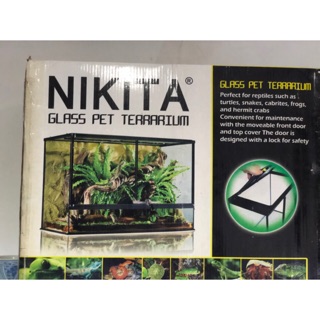 NIKITA®
GLASS PET TERRARIUM
GLASS PET TERRARIUM
Perfect for reptiles such as
turtles, snakes, cabrites, frogs,
and hermit crabs
Convenient for maintenance
with the moveable front door
and top cover The door is
designed with a lock for safety